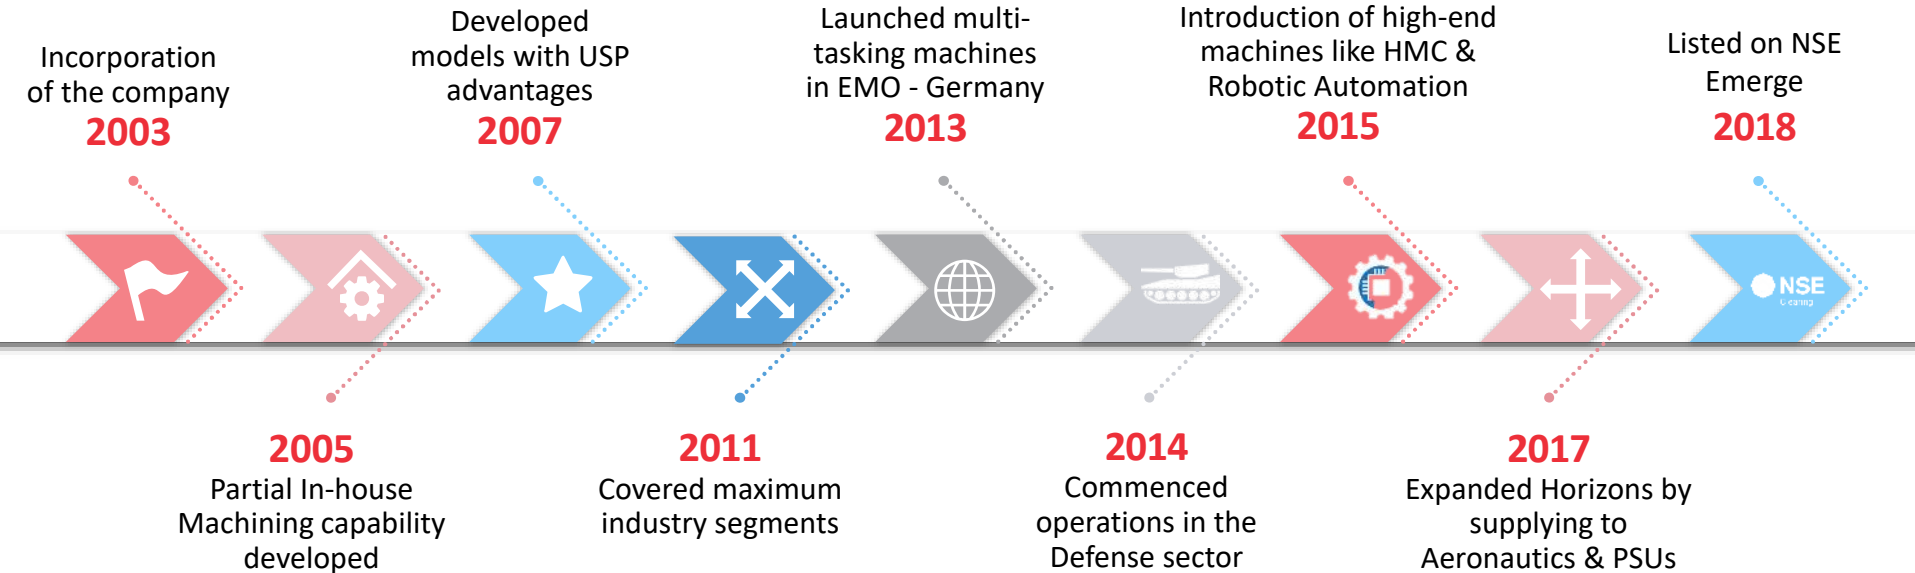 Incorporation
of the company
2003
Developed
models with USP
advantages
2007
Launched multi-
tasking machines
in EMO - Germany
2013
Introduction of high-end
machines like HMC &
Robotic Automation
2015
Listed on NSE
Emerge
2018
NSE
Clearing
2005
Partial In-house
Machining capability
developed
2011
Covered maximum
industry segments
2014
Commenced
operations in the
Defense sector
2017
Expanded Horizons by
supplying to
Aeronautics & PSUs